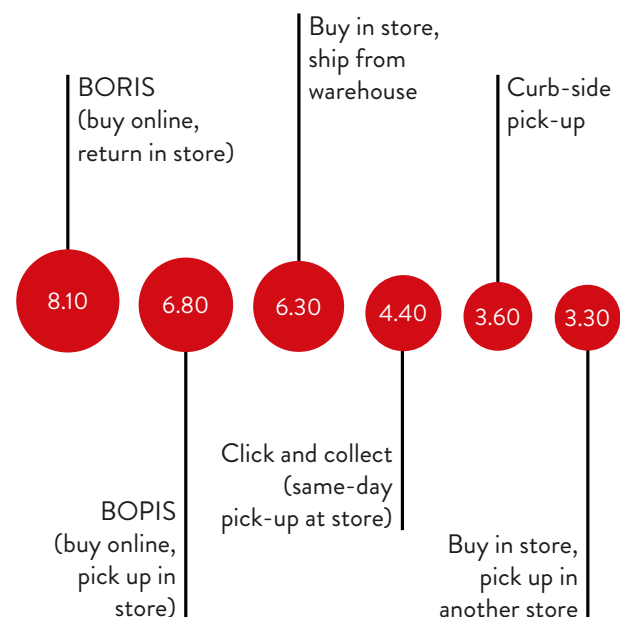 BORIS
(buy online,
return in store)
Buy in store,
ship from
warehouse
Curb-side
pick-up
8.10
6.80
6.30
4.40
3.60
3.30
BOPIS
(buy online,
pick up in
store)
Click and collect
(same-day
pick-up at store)
Buy in store,
pick up in
another store